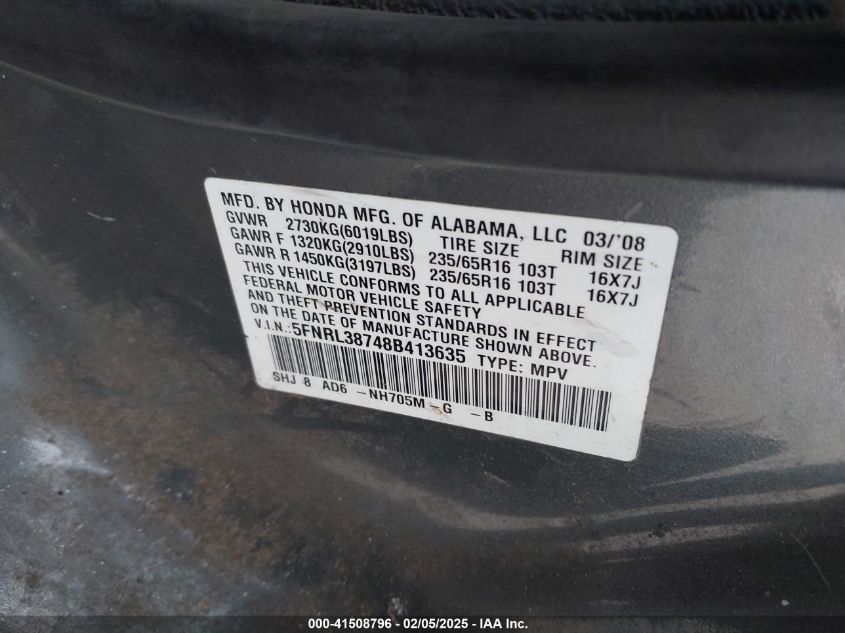 MFD. BY HONDA MFG. OF ALABAMA, LLC 03/'08
GVWR 2730KG(6019LBS) TIRE SIZE RIM SIZE
GAWR F 1320KG(2910LBS) 235/65R16 103T 16X7J
GAWR R 1450KG(3197LBS) 235/65R16 103T 16X7J
THIS VEHICLE CONFORMS TO ALL APPLICABLE
FEDERAL MOTOR VEHICLE SAFETY
AND THEFT PREVENTION STANDARDS IN EFFECT
ON THE DATE OF MANUFACTURE SHOWN ABOVE.
V.I.N.:5FNRL38748B413635 TYPE: MPV
SHJ 8 AD6 -NH705M-G -B
000-41508796 - 02/05/2025 - IAA Inc.